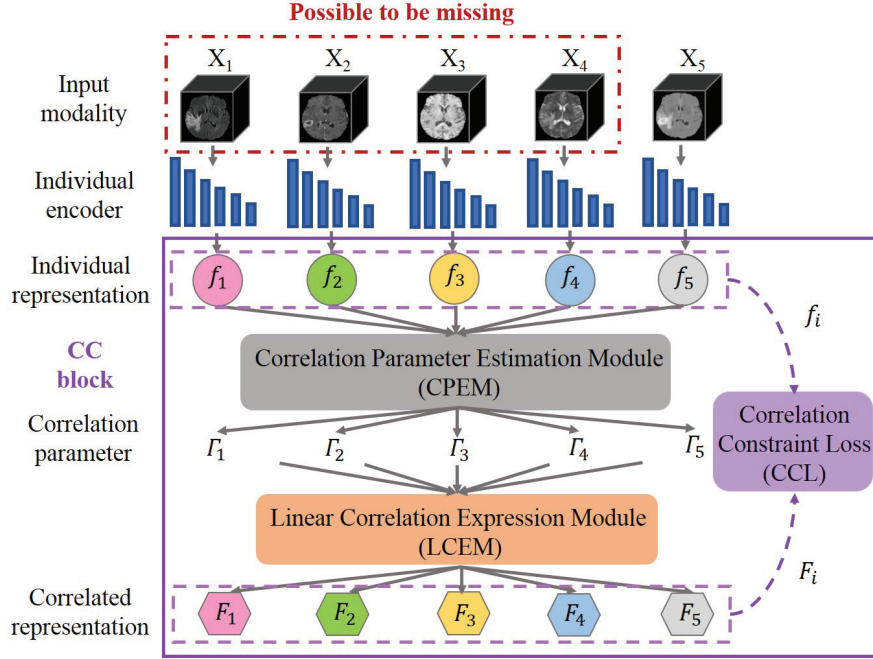 Possible to be missing
X₁ X₂ X₃ X₄ X₅
Input
modality
Individual
encoder
Individual
representation
f₁ f₂ f₃ f₄ f₅
fᵢ
CC
block
Correlation Parameter Estimation Module
(CPEM)
Correlation
parameter
Γ₁ Γ₂ Γ₃ Γ₄ Γ₅
Correlation
Constraint Loss
(CCL)
Linear Correlation Expression Module
(LCEM)
Fᵢ
Correlated
representation
F₁ F₂ F₃ F₄ F₅